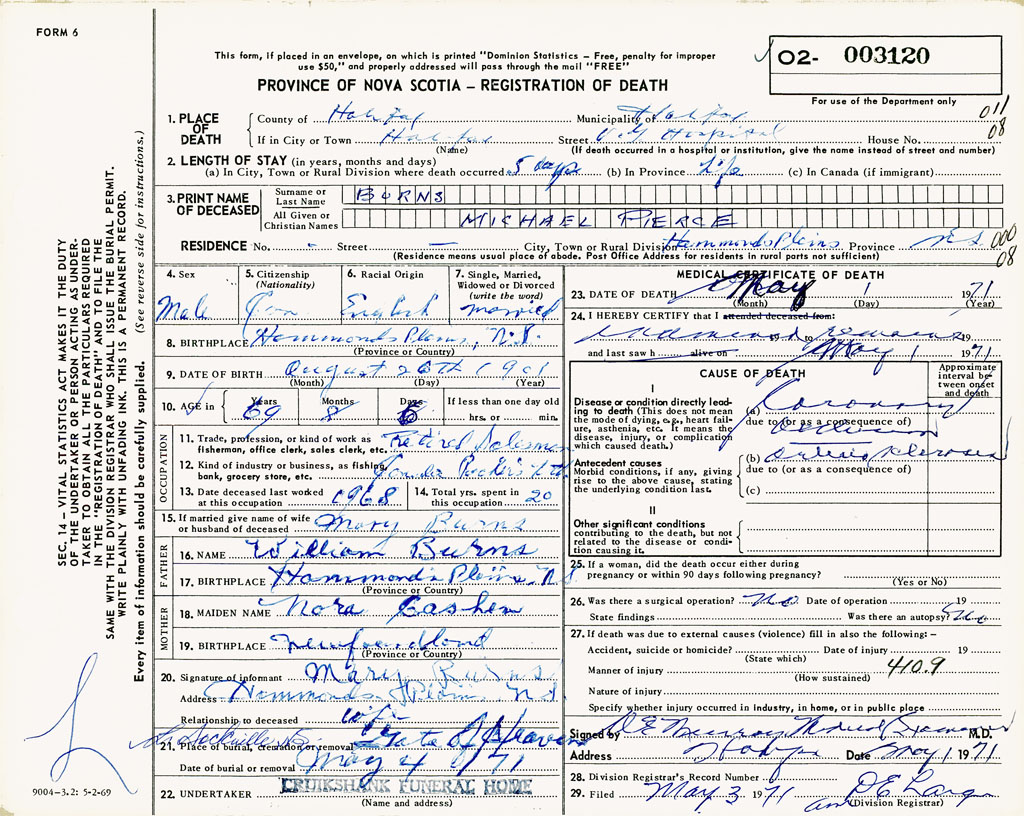 FORM 6
This form, if placed in an envelope, on which is printed "Dominion Statistics – Free, penalty for improper
use $50," and properly addressed will pass through the mail "FREE"
PROVINCE OF NOVA SCOTIA – REGISTRATION OF DEATH
O2- 003120
For use of the Department only
SEC. 14 – VITAL STATISTICS ACT MAKES IT THE DUTY
OF THE UNDERTAKER OR PERSON ACTING AS UNDER-
TAKER TO OBTAIN ALL THE PARTICULARS REQUIRED
IN THE "REGISTRATION OF DEATH" AND TO FILE THE
SAME WITH THE DIVISION REGISTRAR WHO SHALL ISSUE THE BURIAL PERMIT.
WRITE PLAINLY WITH UNFADING INK. THIS IS A PERMANENT RECORD.
Every item of information should be carefully supplied. (See reverse side for instructions.)
1. PLACE OF DEATH
County of Halifax Municipality Halifax 011
If in City or Town Halifax Street V.G Hospital House No. 08
(Name) (If death occurred in a hospital or institution, give the name instead of street and number)
2. LENGTH OF STAY (in years, months and days)
(a) In City, Town or Rural Division where death occurred 5 days (b) In Province Life (c) In Canada (if immigrant)
3. PRINT NAME OF DECEASED
Surname or Last Name BURNS
All Given or Christian Names MICHAEL PIERCE
RESIDENCE No. - Street — City, Town or Rural Division Hammonds Plains Province N.S. 000
(Residence means usual place of abode. Post Office Address for residents in rural parts not sufficient) 08
4. Sex Male
5. Citizenship (Nationality) Can
6. Racial Origin English
7. Single, Married, Widowed or Divorced (write the word) married
8. BIRTHPLACE Hammonds Plains, N.S.
(Province or Country)
9. DATE OF BIRTH August 26th 1901
(Month) (Day) (Year)
10. AGE in Years 69 Months 8 Days If less than one day old hrs. or min.
OCCUPATION
11. Trade, profession, or kind of work as fisherman, office clerk, sales clerk, etc. Retired Salesman
12. Kind of industry or business, as fishing, bank, grocery store, etc.
13. Date deceased last worked at this occupation 1968
14. Total yrs. spent in this occupation 20
15. If married give name of wife or husband of deceased Mary Burns
FATHER
16. NAME William Burns
17. BIRTHPLACE Hammonds Plains, N.S.
(Province or Country)
MOTHER
18. MAIDEN NAME Nora Cashen
19. BIRTHPLACE Newfoundland
(Province or Country)
20. Signature of informant Mary Burns
Address Hammonds Plains N.S.
Relationship to deceased wife
21. Place of burial, cremation or removal Sackville Gate of Heaven
Date of burial or removal May 4 1971
22. UNDERTAKER CRUIKSHANK FUNERAL HOME
(Name and address)
MEDICAL CERTIFICATE OF DEATH
23. DATE OF DEATH May 1 1971
(Month) (Day) (Year)
24. I HEREBY CERTIFY that I attended deceased from:
19 to 19
and last saw h alive on May 1 1971
CAUSE OF DEATH
Approximate interval between onset and death
I
Disease or condition directly leading to death (This does not mean the mode of dying, e.g., heart failure, asthenia, etc. It means the disease, injury, or complication which caused death.)
(a) Coronary
due to (or as a consequence of)
Occlusion
Antecedent causes
Morbid conditions, if any, giving rise to the above cause, stating the underlying condition last.
(b) Arteriosclerosis
due to (or as a consequence of)
(c)
II
Other significant conditions
contributing to the death, but not related to the disease or condition causing it.
25. If a woman, did the death occur either during pregnancy or within 90 days following pregnancy?
(Yes or No)
26. Was there a surgical operation? No Date of operation 19
State findings Was there an autopsy? No
27. If death was due to external causes (violence) fill in also the following: –
Accident, suicide or homicide? Date of injury 19
(State which)
Manner of injury 410.9
(How sustained)
Nature of injury
Specify whether injury occurred in industry, in home, or in public place
Signed by D E Murray Medical Examiner M.D.
Address Halifax Date May 1 1971
28. Division Registrar's Record Number
29. Filed May 3 1971
(Division Registrar)
9004-3.2: 5-2-69